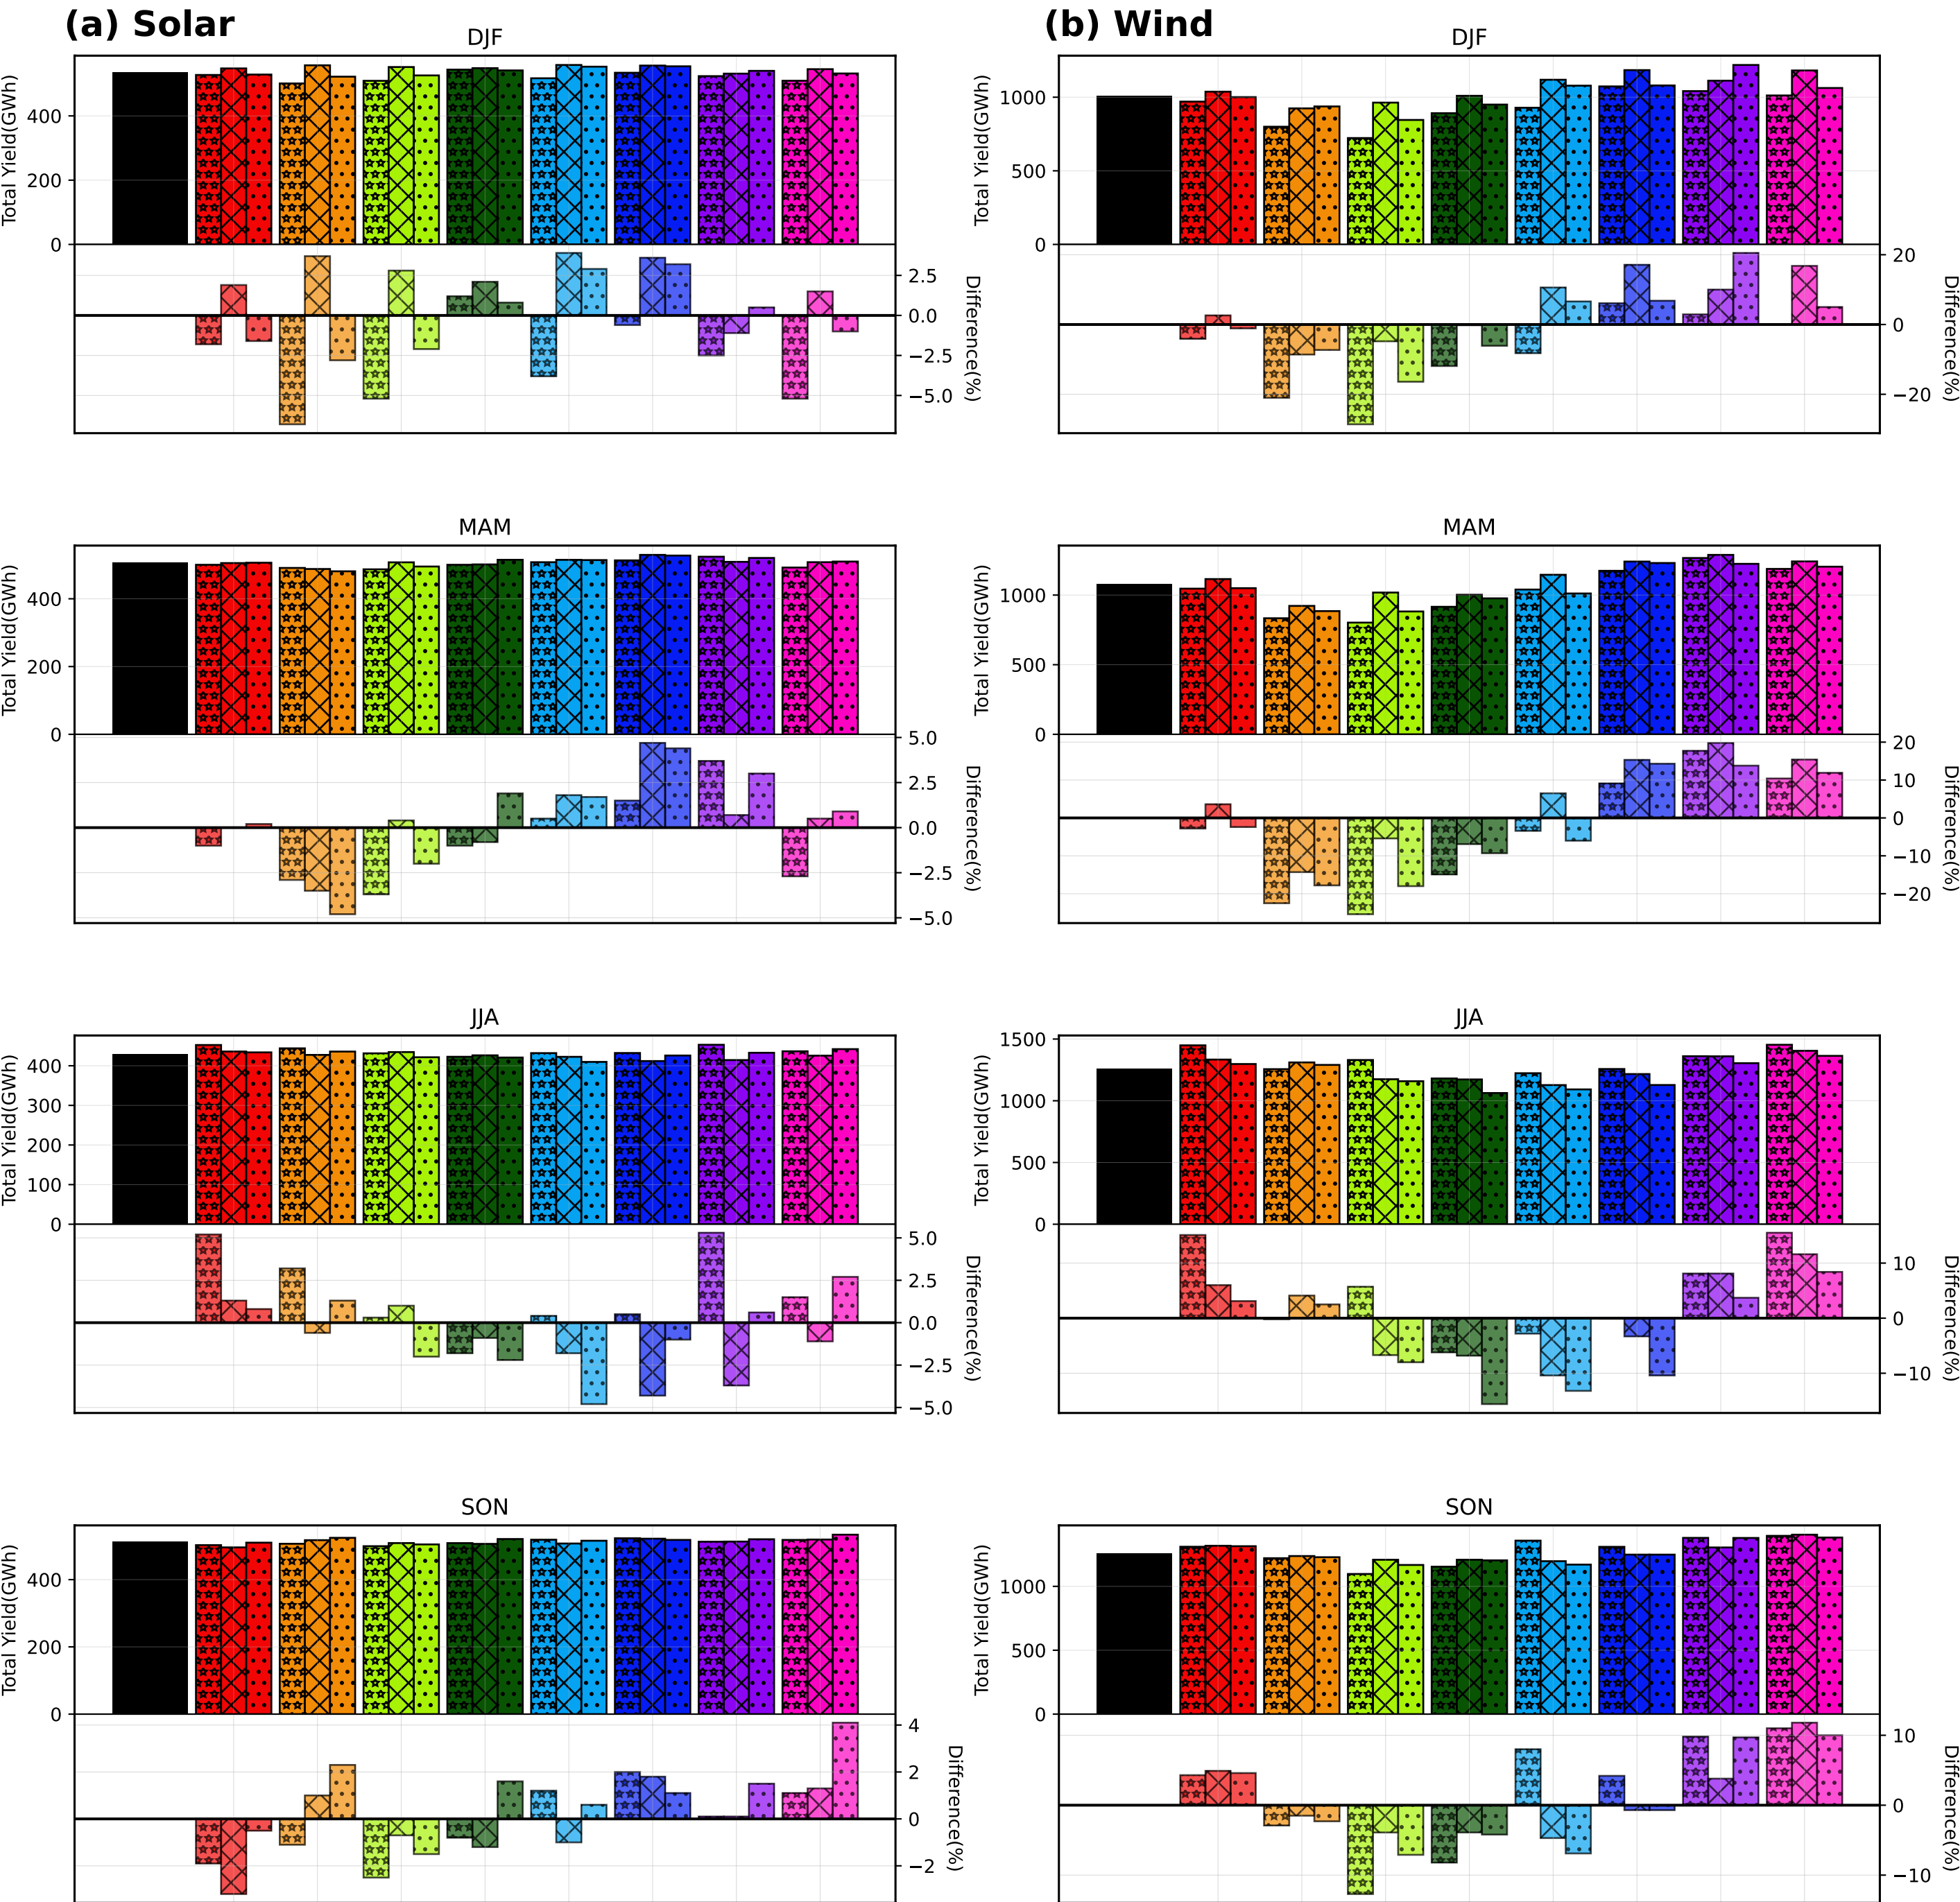 (a) Solar
(b) Wind
DJF
Total Yield(GWh)
400
200
0
Difference(%)
2.5
0.0
−2.5
−5.0
DJF
Total Yield(GWh)
1000
500
0
Difference(%)
20
0
−20
MAM
Total Yield(GWh)
400
200
0
Difference(%)
5.0
2.5
0.0
−2.5
−5.0
MAM
Total Yield(GWh)
1000
500
0
Difference(%)
20
10
0
−10
−20
JJA
Total Yield(GWh)
400
300
200
100
0
Difference(%)
5.0
2.5
0.0
−2.5
−5.0
JJA
Total Yield(GWh)
1500
1000
500
0
Difference(%)
10
0
−10
SON
Total Yield(GWh)
400
200
0
Difference(%)
4
2
0
−2
SON
Total Yield(GWh)
1000
500
0
Difference(%)
10
0
−10